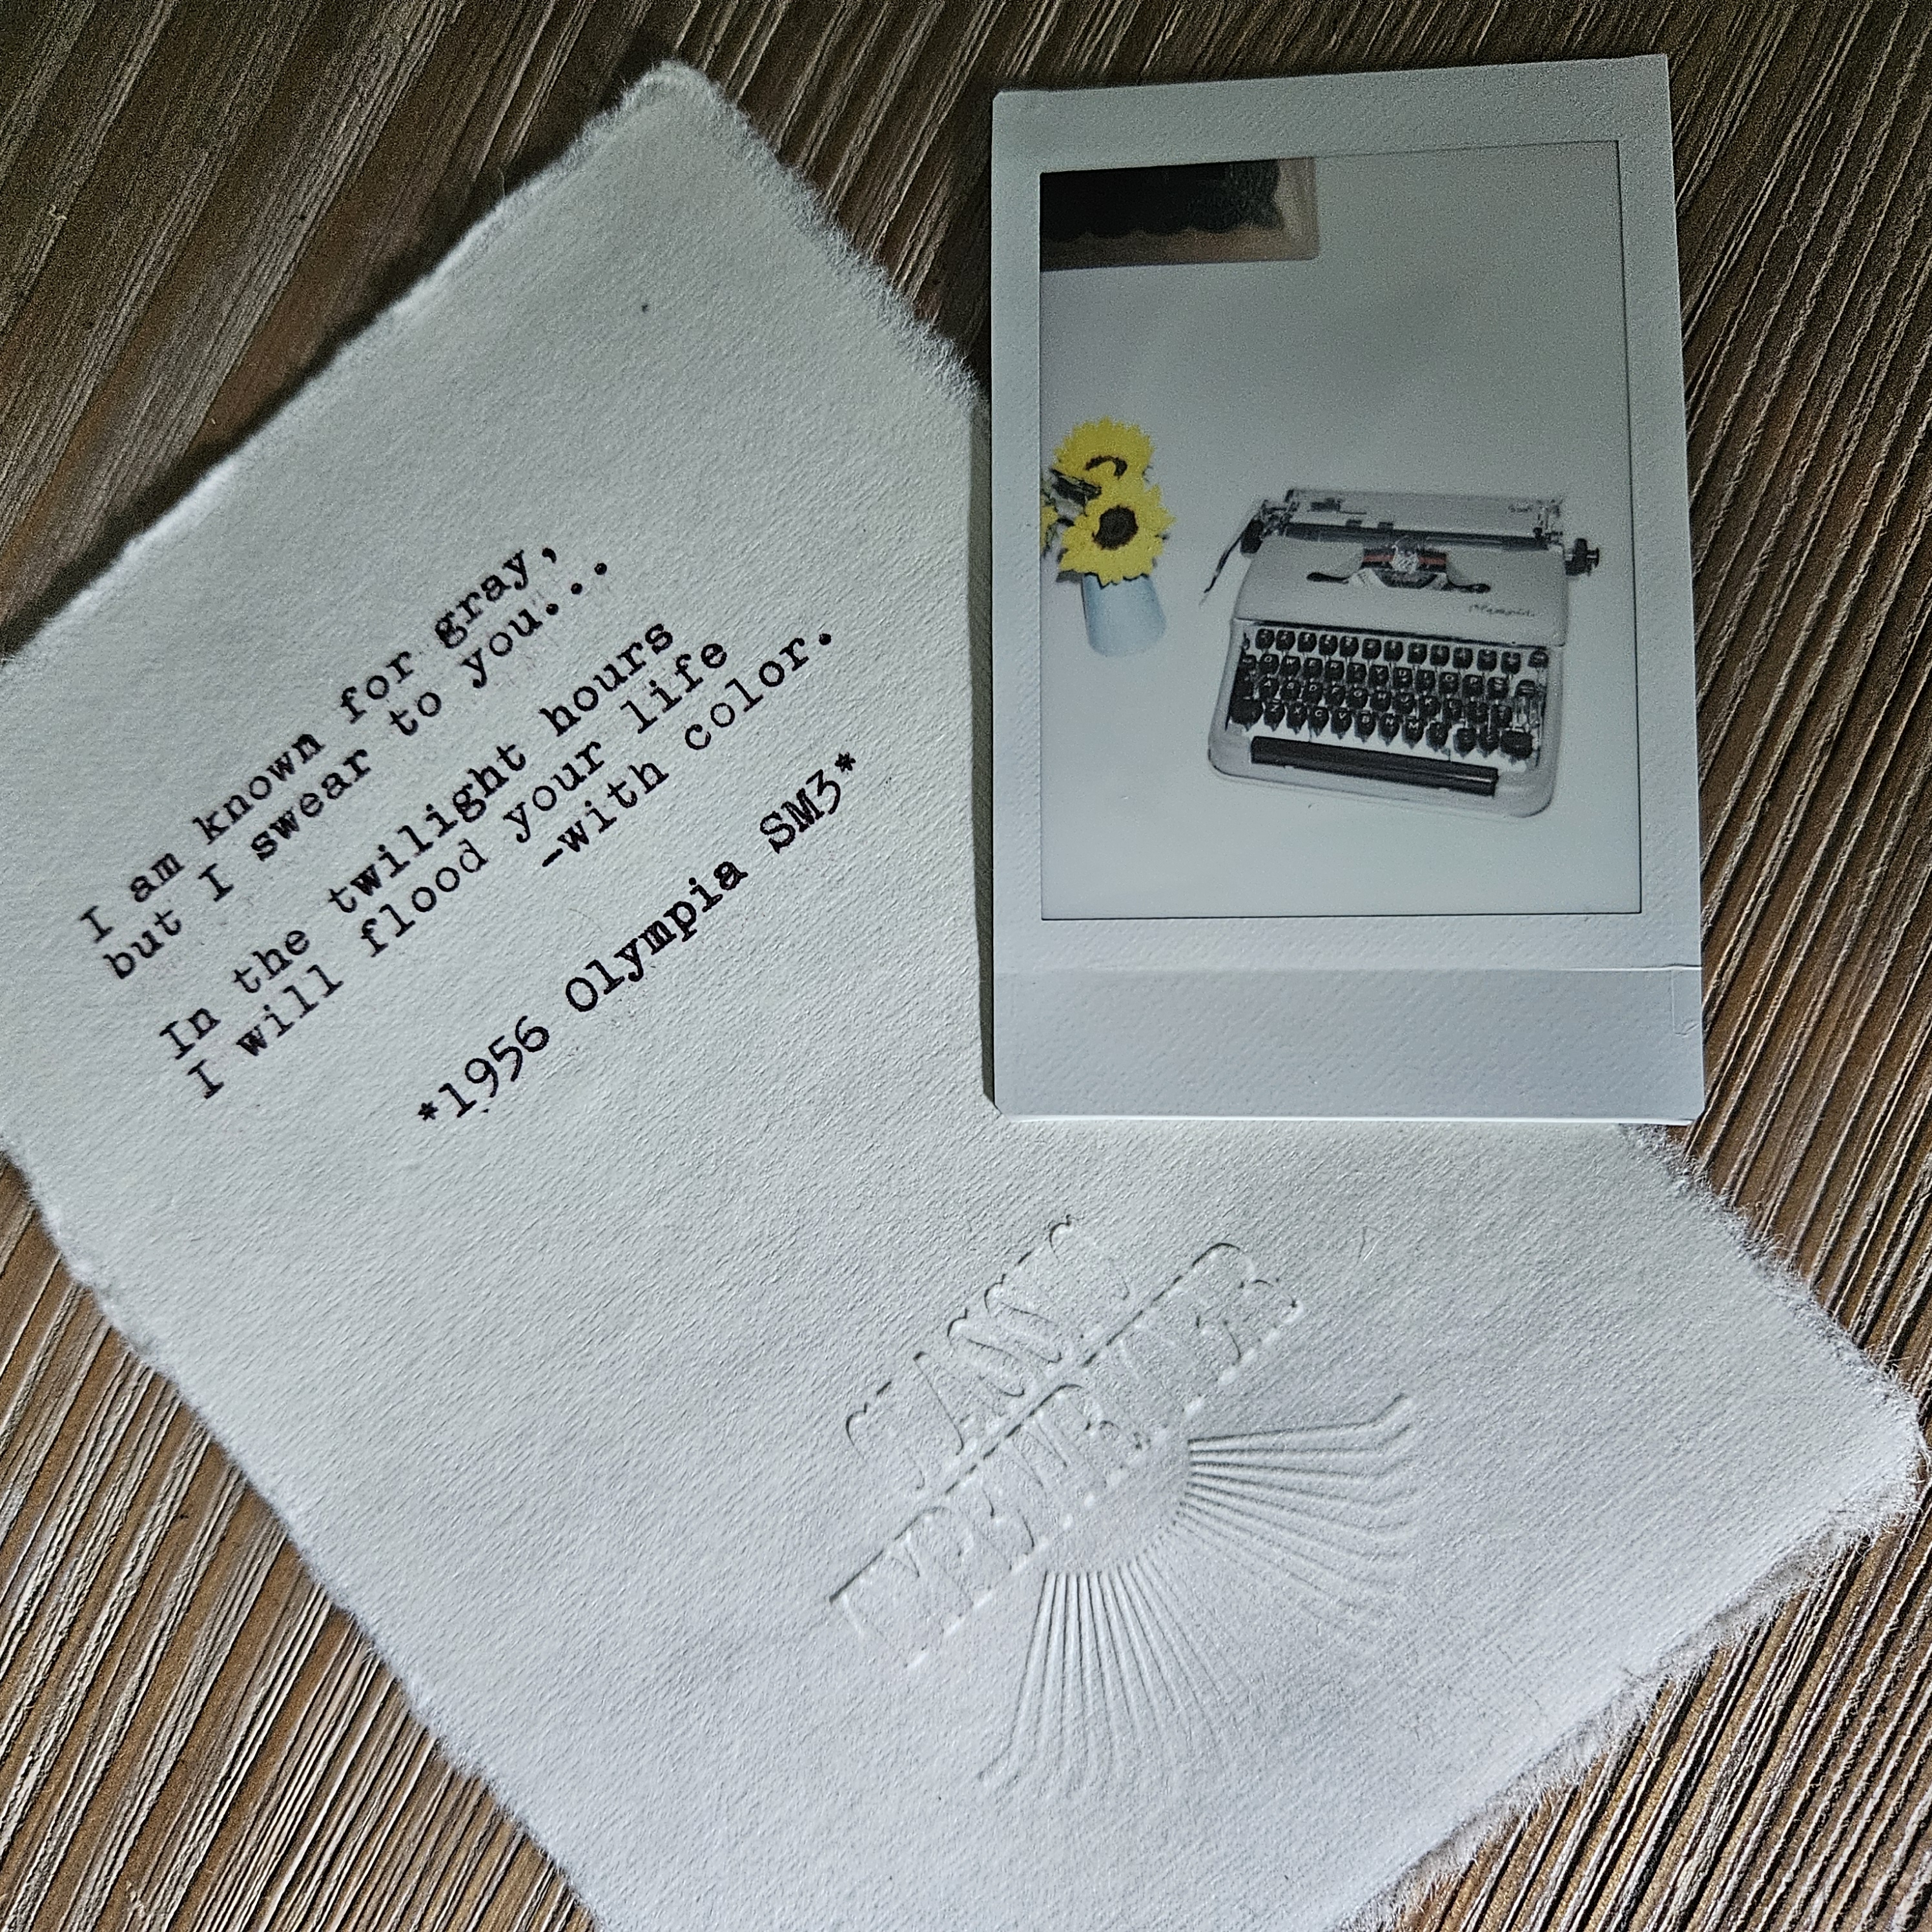 I am known for gray,
but I swear to you...
In the twilight hours
I will flood your life
-with color.
*1956 Olympia SM3*
Olympia